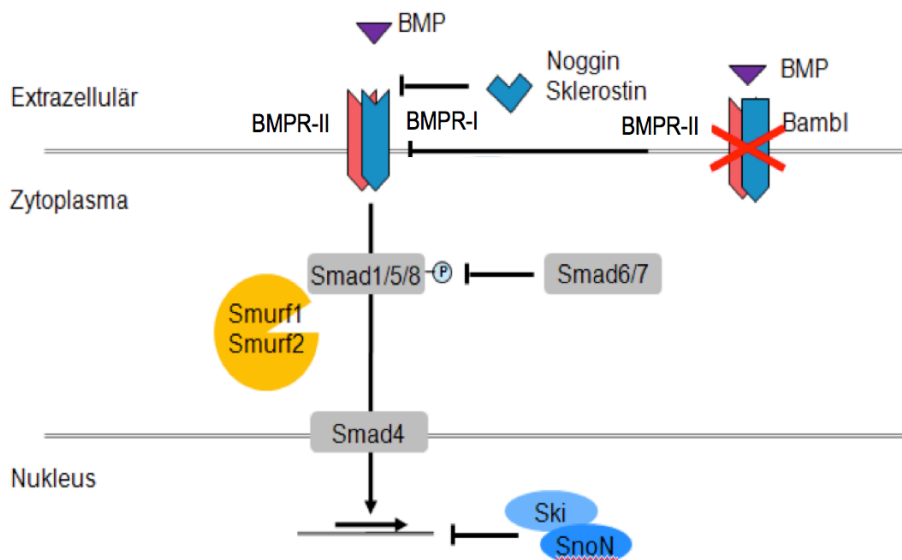 BMP
Noggin
Sklerostin
BMP
Extrazellulär
BMPR-II
BMPR-I
BMPR-II
BambI
Zytoplasma
Smad1/5/8
P
Smad6/7
Smurf1
Smurf2
Smad4
Nukleus
Ski
SnoN